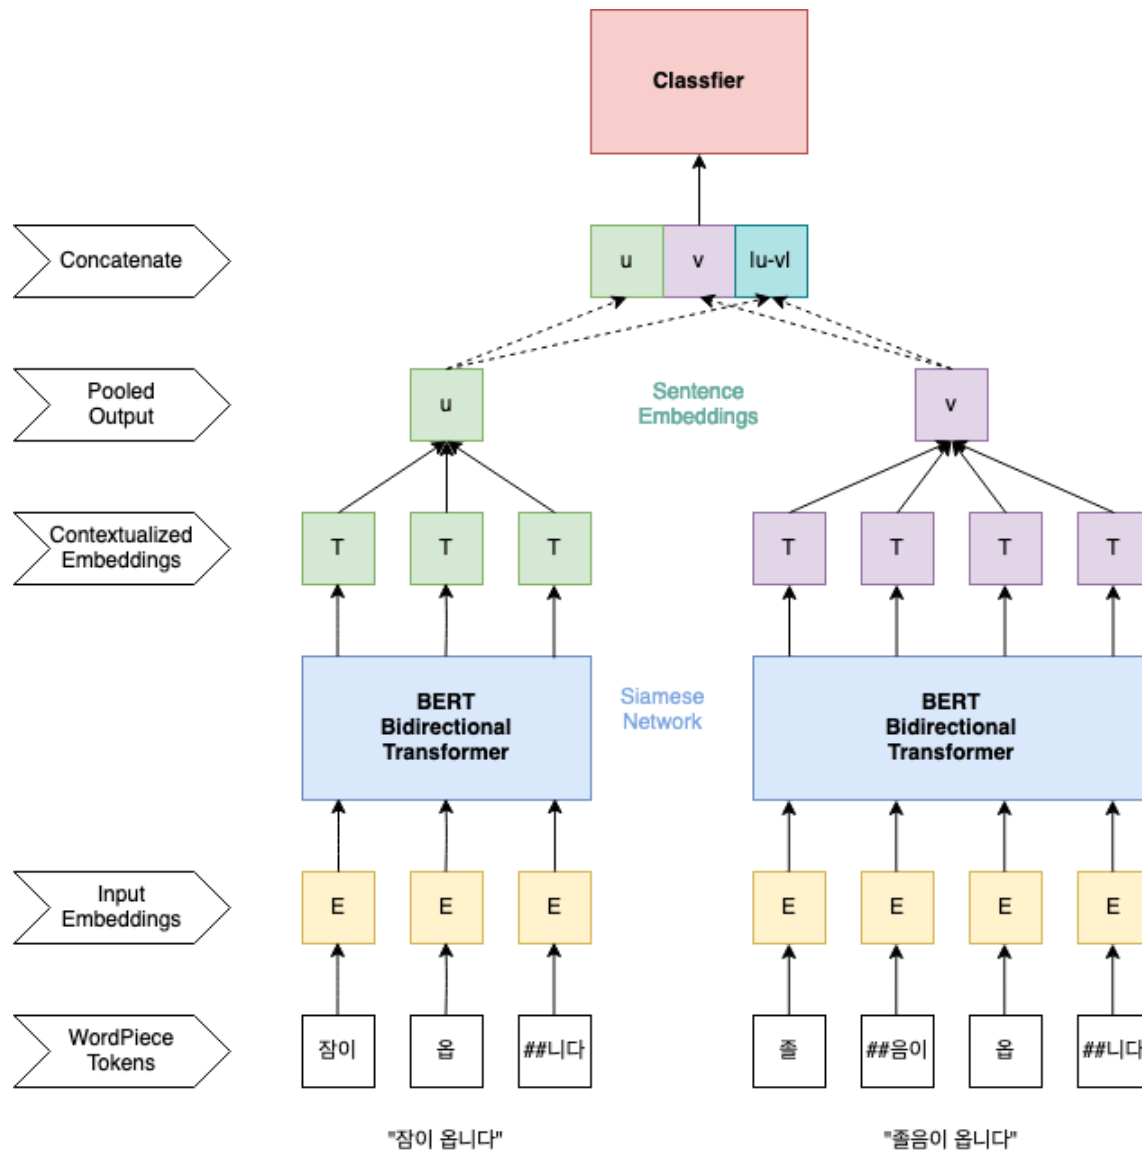 Classfier
Concatenate
u
v
|u-v|
Pooled
Output
u
Sentence
Embeddings
v
Contextualized
Embeddings
T
T
T
T
T
T
T
BERT
Bidirectional
Transformer
Siamese
Network
BERT
Bidirectional
Transformer
Input
Embeddings
E
E
E
E
E
E
E
WordPiece
Tokens
잠이
옵
##니다
졸
##음이
옵
##니다
"잠이 옵니다"
"졸음이 옵니다"